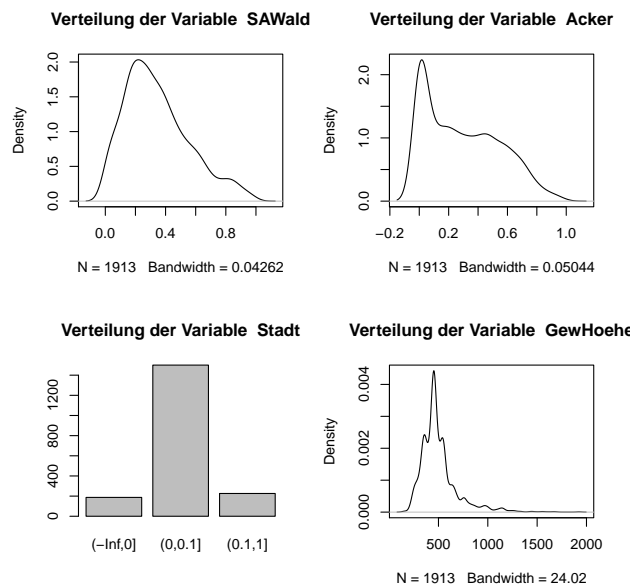 Verteilung der Variable SAWald
Density
0.0 0.5 1.0 1.5 2.0
0.0 0.4 0.8
N = 1913 Bandwidth = 0.04262
Verteilung der Variable Acker
Density
0.0 1.0 2.0
−0.2 0.2 0.6 1.0
N = 1913 Bandwidth = 0.05044
Verteilung der Variable Stadt
0 400 800 1200
(−Inf,0] (0,0.1] (0.1,1]
Verteilung der Variable GewHoehe
Density
0.000 0.002 0.004
500 1000 1500 2000
N = 1913 Bandwidth = 24.02